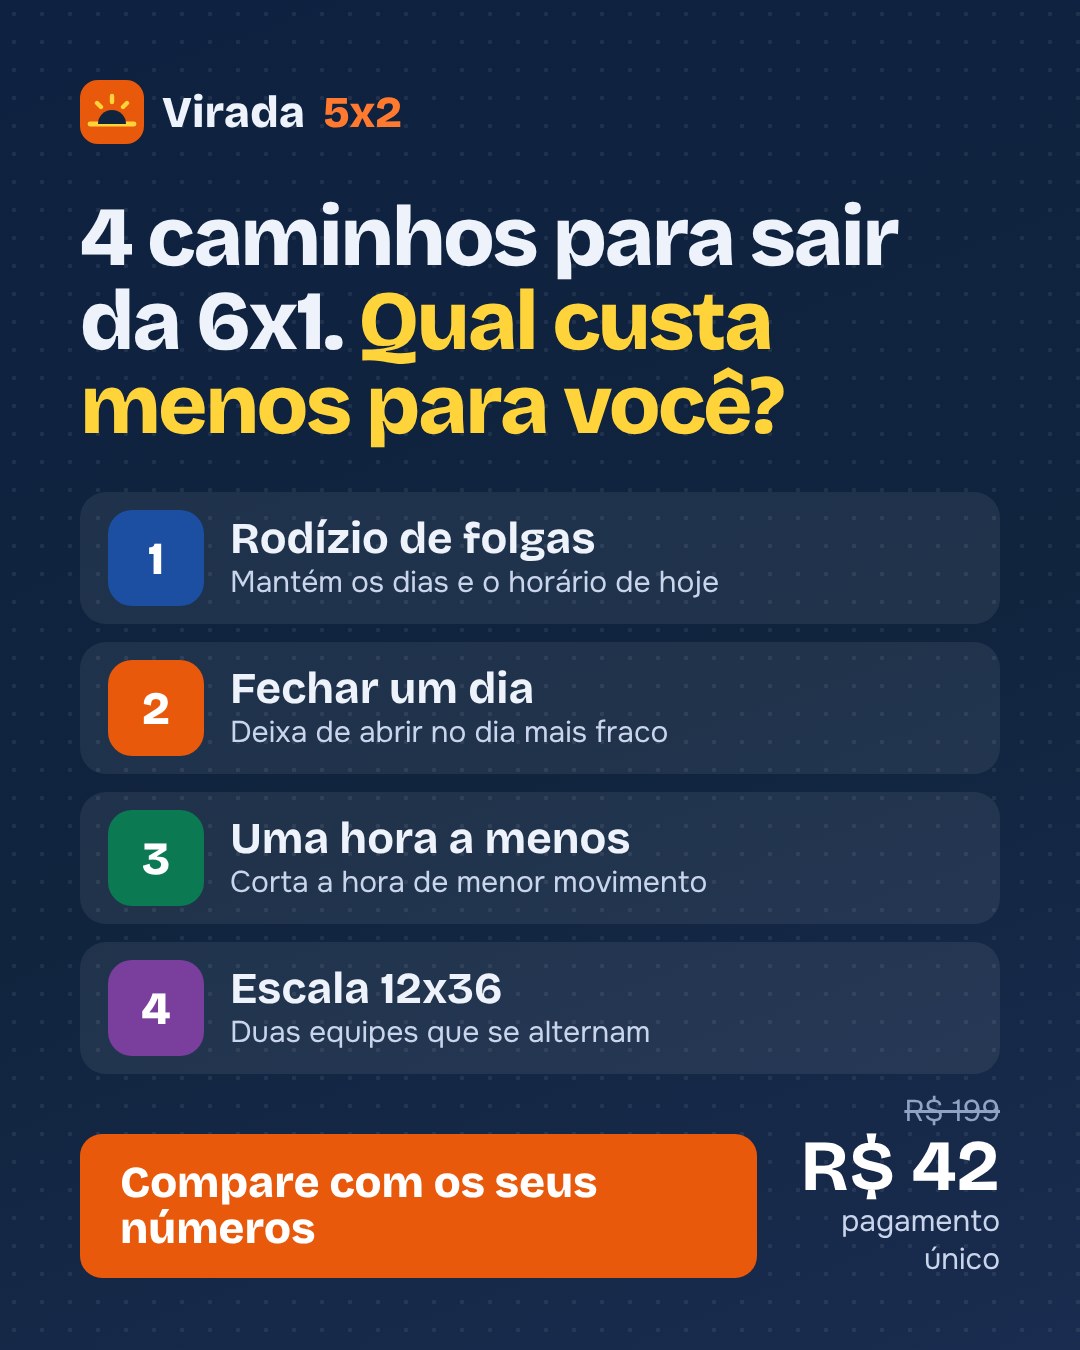 Virada 5x2
4 caminhos para sair
da 6x1. Qual custa
menos para você?
1
Rodízio de folgas
Mantém os dias e o horário de hoje
2
Fechar um dia
Deixa de abrir no dia mais fraco
3
Uma hora a menos
Corta a hora de menor movimento
4
Escala 12x36
Duas equipes que se alternam
Compare com os seus
números
R$ 199
R$ 42
pagamento
único